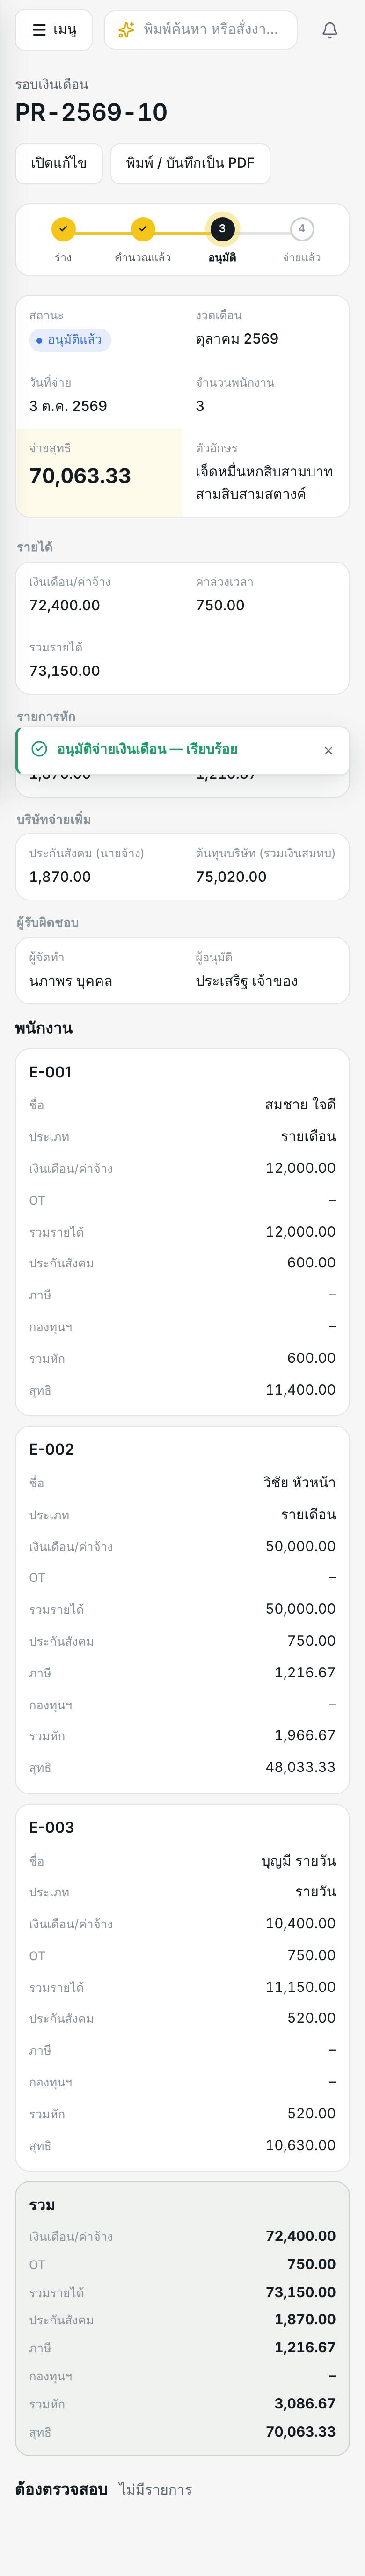 เมนู
พิมพ์ค้นหา หรือสั่งงา...
รอบเงินเดือน
PR-2569-10
เปิดแก้ไข
พิมพ์ / บันทึกเป็น PDF
3
4
ร่าง
คำนวณแล้ว
อนุมัติ
จ่ายแล้ว
สถานะ
งวดเดือน
อนุมัติแล้ว
ตุลาคม 2569
วันที่จ่าย
จำนวนพนักงาน
3 ต.ค. 2569
3
จ่ายสุทธิ
ตัวอักษร
70,063.33
เจ็ดหมื่นหกสิบสามบาท
สามสิบสามสตางค์
รายได้
เงินเดือน/ค่าจ้าง
ค่าล่วงเวลา
72,400.00
750.00
รวมรายได้
73,150.00
รายการหัก
อนุมัติจ่ายเงินเดือน — เรียบร้อย
1,870.00
1,216.67
บริษัทจ่ายเพิ่ม
ประกันสังคม (นายจ้าง)
ต้นทุนบริษัท (รวมเงินสมทบ)
1,870.00
75,020.00
ผู้รับผิดชอบ
ผู้จัดทำ
ผู้อนุมัติ
นภาพร บุคคล
ประเสริฐ เจ้าของ
พนักงาน
E-001
ชื่อ สมชาย ใจดี
ประเภท รายเดือน
เงินเดือน/ค่าจ้าง 12,000.00
OT –
รวมรายได้ 12,000.00
ประกันสังคม 600.00
ภาษี –
กองทุนฯ –
รวมหัก 600.00
สุทธิ 11,400.00
E-002
ชื่อ วิชัย หัวหน้า
ประเภท รายเดือน
เงินเดือน/ค่าจ้าง 50,000.00
OT –
รวมรายได้ 50,000.00
ประกันสังคม 750.00
ภาษี 1,216.67
กองทุนฯ –
รวมหัก 1,966.67
สุทธิ 48,033.33
E-003
ชื่อ บุญมี รายวัน
ประเภท รายวัน
เงินเดือน/ค่าจ้าง 10,400.00
OT 750.00
รวมรายได้ 11,150.00
ประกันสังคม 520.00
ภาษี –
กองทุนฯ –
รวมหัก 520.00
สุทธิ 10,630.00
รวม
เงินเดือน/ค่าจ้าง 72,400.00
OT 750.00
รวมรายได้ 73,150.00
ประกันสังคม 1,870.00
ภาษี 1,216.67
กองทุนฯ –
รวมหัก 3,086.67
สุทธิ 70,063.33
ต้องตรวจสอบ ไม่มีรายการ